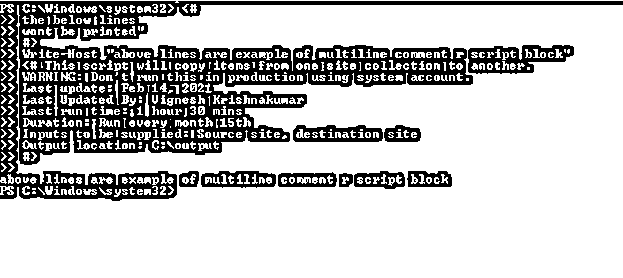 PS C:\Windows\system32> <#
>> the below lines
>> wont be printed"
>> #>
>> Write-Host "above lines are example of multiline comment r script block"
>> <# This script will copy items from one site collection to another.
>> WARNING: Don't run this in production using system account.
>> Last update: Feb 14, 2021
>> Last Updated By: Vignesh Krishnakumar
>> Last run time: 1 hour 30 mins
>> Duration: Run every month 15th
>> Inputs to be supplied: Source site, destination site
>> Output location: C:\output
>> #>
>>
above lines are example of multiline comment r script block
PS C:\Windows\system32>